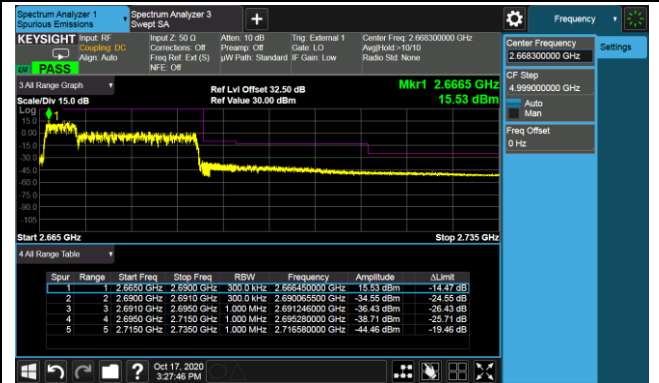 Spectrum Analyzer 1
Spurious Emissions
Spectrum Analyzer 3
Swept SA
Frequency
KEYSIGHT
Input: RF
Coupling: DC
Align: Auto
Input Z: 50 Ω
Corrections: Off
Freq Ref: Ext (S)
NFE: Off
Atten: 10 dB
Preamp: Off
µW Path: Standard
Trig: External 1
Gate: LO
IF Gain: Low
Center Freq: 2.668300000 GHz
Avg|Hold:>10/10
Radio Std: None
PASS
Center Frequency
2.668300000 GHz
Settings
CF Step
4.999000000 GHz
Auto
Man
Freq Offset
0 Hz
3 All Range Graph
Scale/Div 15.0 dB
Ref Lvl Offset 32.50 dB
Ref Value 30.00 dBm
Mkr1 2.6665 GHz
15.53 dBm
Log
1
15.0
0.00
-15.0
-30.0
-45.0
-60.0
-75.0
-90.0
-105
Start 2.665 GHz
Stop 2.735 GHz
4 All Range Table
Spur Range Start Freq Stop Freq RBW Frequency Amplitude ΔLimit
1 1 2.6650 GHz 2.6900 GHz 300.0 kHz 2.666450000 GHz 15.53 dBm -14.47 dB
2 2 2.6900 GHz 2.6910 GHz 300.0 kHz 2.690065500 GHz -34.55 dBm -24.55 dB
3 3 2.6910 GHz 2.6950 GHz 1.000 MHz 2.691246000 GHz -36.43 dBm -26.43 dB
4 4 2.6950 GHz 2.7150 GHz 1.000 MHz 2.695280000 GHz -38.71 dBm -25.71 dB
5 5 2.7150 GHz 2.7350 GHz 1.000 MHz 2.716580000 GHz -44.46 dBm -19.46 dB
Oct 17, 2020
3:27:46 PM